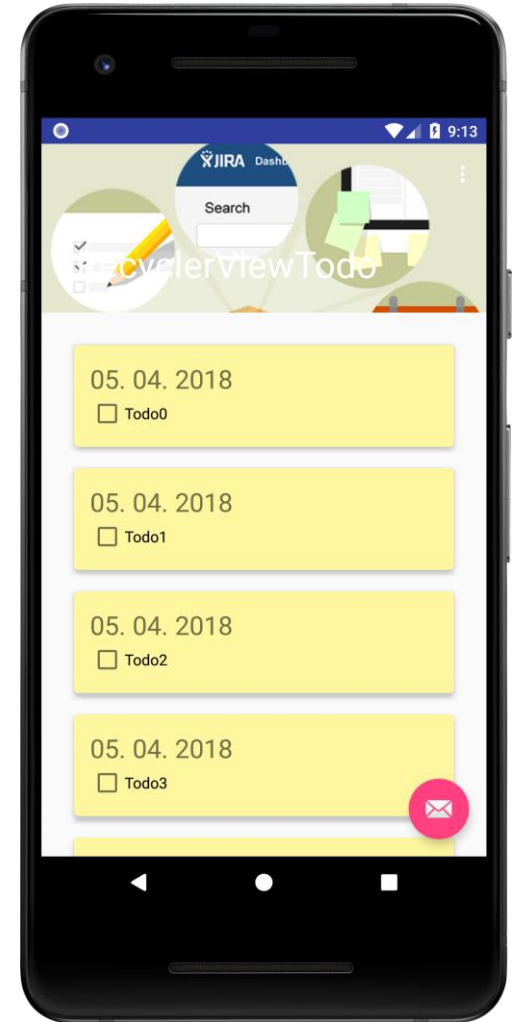 9:13
JIRA Dashb
Search
RecyclerViewTodo
05. 04. 2018
Todo0
05. 04. 2018
Todo1
05. 04. 2018
Todo2
05. 04. 2018
Todo3